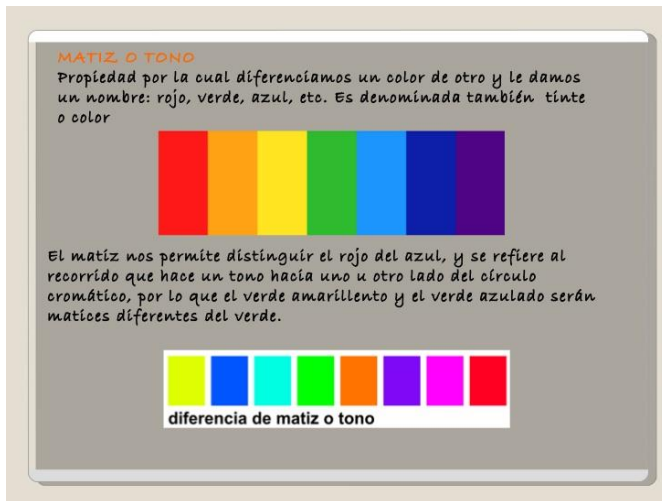 MATIZ O TONO
Propiedad por la cual diferenciamos un color de otro y le damos
un nombre: rojo, verde, azul, etc. Es denominada también tinte
o color
El matiz nos permite distinguir el rojo del azul, y se refiere al
recorrido que hace un tono hacia uno u otro lado del círculo
cromático, por lo que el verde amarillento y el verde azulado serán
matices diferentes del verde.
diferencia de matiz o tono